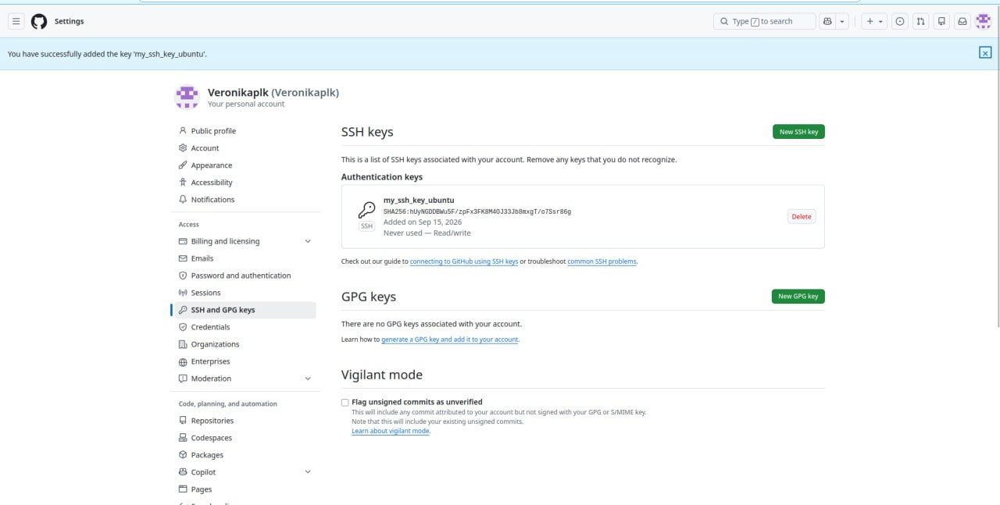 Settings
Type / to search
You have successfully added the key 'my_ssh_key_ubuntu'.
Veronikaplk (Veronikaplk)
Your personal account
Public profile
Account
Appearance
Accessibility
Notifications
Access
Billing and licensing
Emails
Password and authentication
Sessions
SSH and GPG keys
Credentials
Organizations
Enterprises
Moderation
Code, planning, and automation
Repositories
Codespaces
Packages
Copilot
Pages
SSH keys
New SSH key
This is a list of SSH keys associated with your account. Remove any keys that you do not recognize.
Authentication keys
my_ssh_key_ubuntu
SHA256:hUyNGDDBWu5F/zpFx3FK8M4OJ33Jb8mxgT/o7Ssr86g
SSH
Added on Sep 15, 2026
Never used — Read/write
Delete
Check out our guide to connecting to GitHub using SSH keys or troubleshoot common SSH problems.
GPG keys
New GPG key
There are no GPG keys associated with your account.
Learn how to generate a GPG key and add it to your account.
Vigilant mode
Flag unsigned commits as unverified
This will include any commit attributed to your account but not signed with your GPG or S/MIME key.
Note that this will include your existing unsigned commits.
Learn about vigilant mode.